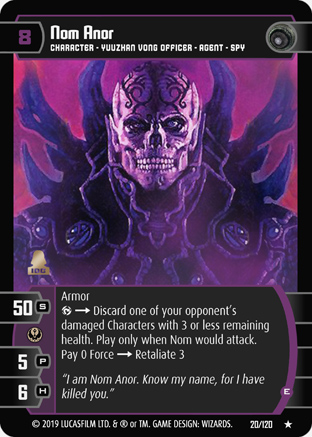 8
Nom Anor
CHARACTER - YUUZHAN VONG OFFICER - AGENT - SPY
IDG
50 S
5 P
6 H
Armor
→ Discard one of your opponent's
damaged Characters with 3 or less remaining
health. Play only when Nom would attack.
Pay 0 Force → Retaliate 3
"I am Nom Anor. Know my name, for I have
killed you."
E
© 2019 LUCASFILM LTD. & ® or TM. GAME DESIGN: WIZARDS. 20/120 ★